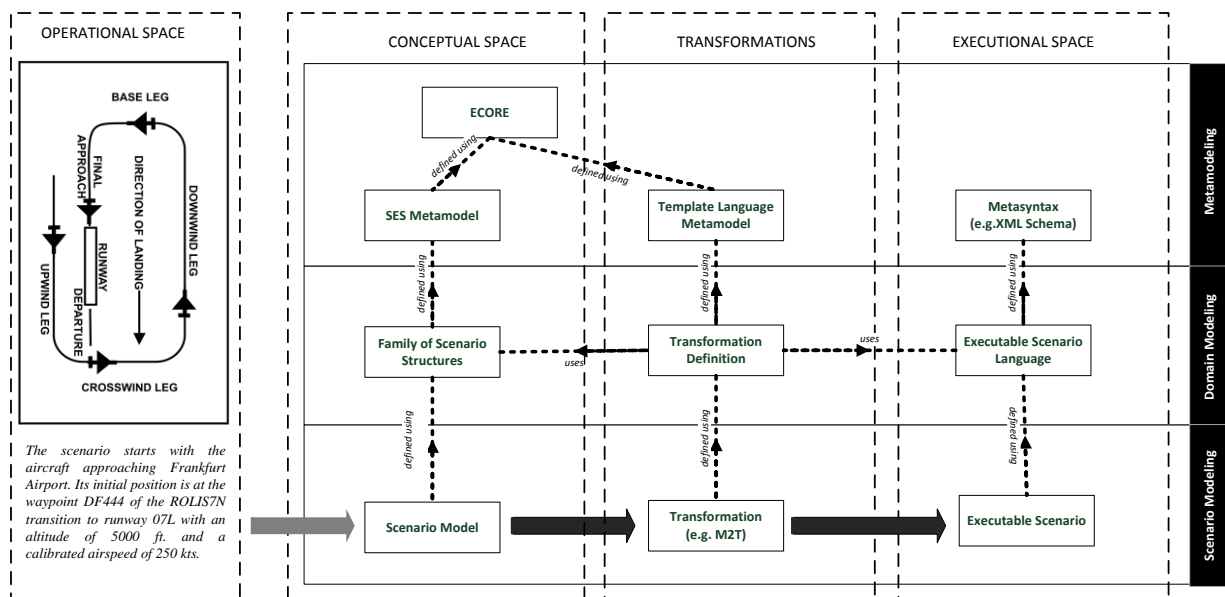 OPERATIONAL SPACE
BASE LEG
FINAL
APPROACH
DIRECTION OF LANDING
DOWNWIND LEG
RUNWAY
UPWIND LEG
DEPARTURE
CROSSWIND LEG
The scenario starts with the
aircraft approaching Frankfurt
Airport. Its initial position is at the
waypoint DF444 of the ROLIS7N
transition to runway 07L with an
altitude of 5000 ft. and a
calibrated airspeed of 250 kts.
CONCEPTUAL SPACE
TRANSFORMATIONS
EXECUTIONAL SPACE
ECORE
defined using
defined using
SES Metamodel
Template Language
Metamodel
Metasyntax
(e.g.XML Schema)
Metamodeling
defined using
defined using
defined using
Family of Scenario
Structures
uses
Transformation
Definition
uses
Executable Scenario
Language
Domain Modeling
defined using
defined using
defined using
Scenario Model
Transformation
(e.g. M2T)
Executable Scenario
Scenario Modeling